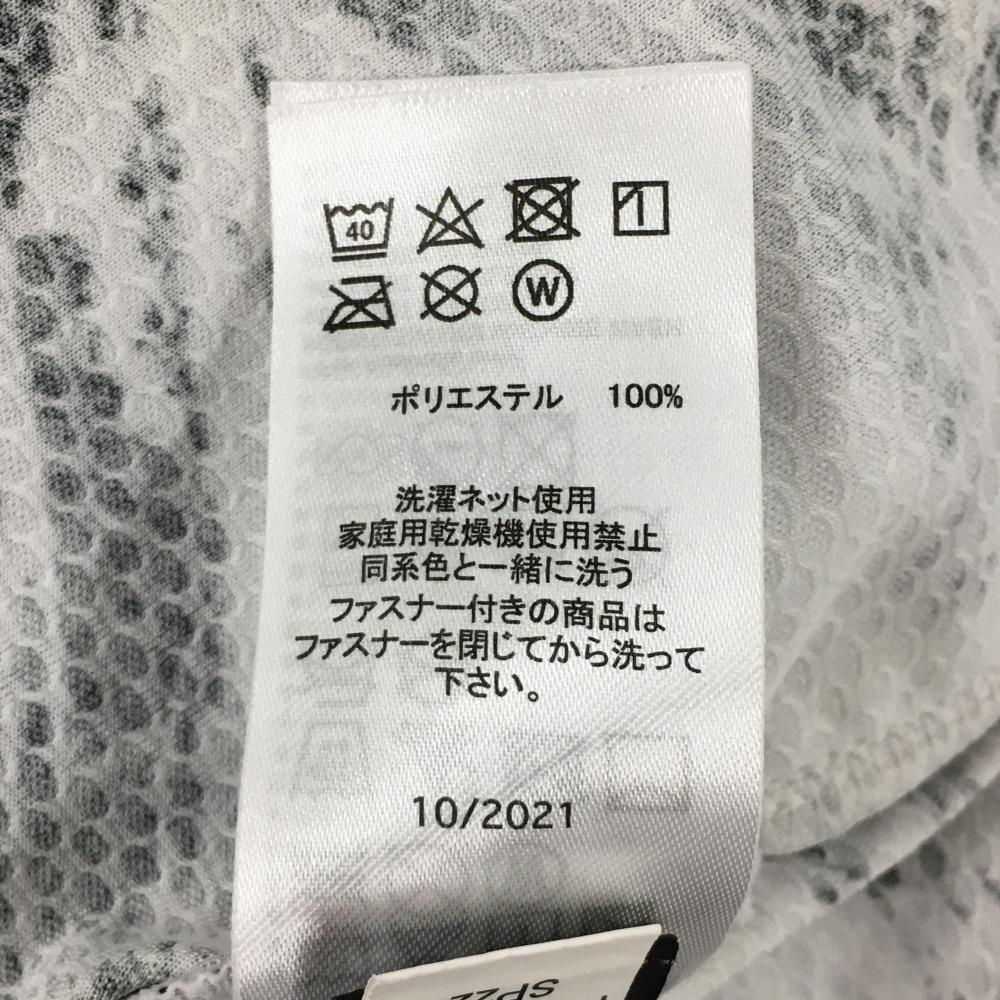 40
W
ポリエステル 100%
洗濯ネット使用
家庭用乾燥機使用禁止
同系色と一緒に洗う
ファスナー付きの商品は
ファスナーを閉じてから洗って
下さい。
10/2021
SP22